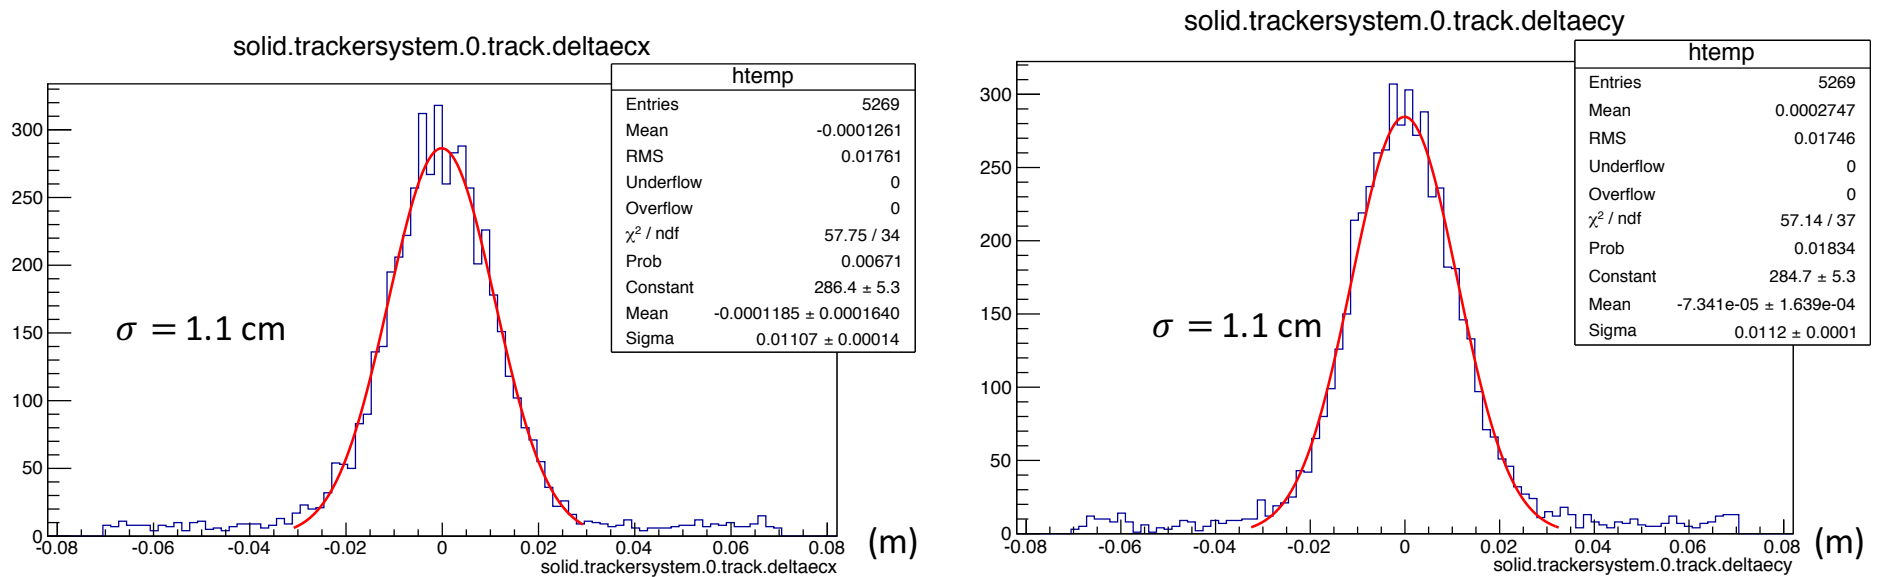 solid.trackersystem.0.track.deltaecx
htemp
Entries 5269
Mean -0.0001261
RMS 0.01761
Underflow 0
Overflow 0
χ² / ndf 57.75 / 34
Prob 0.00671
Constant 286.4 ± 5.3
Mean -0.0001185 ± 0.0001640
Sigma 0.01107 ± 0.00014
300
250
200
150
100
50
0
σ = 1.1 cm
-0.08 -0.06 -0.04 -0.02 0 0.02 0.04 0.06 0.08
(m)
solid.trackersystem.0.track.deltaecx
solid.trackersystem.0.track.deltaecy
htemp
Entries 5269
Mean 0.0002747
RMS 0.01746
Underflow 0
Overflow 0
χ² / ndf 57.14 / 37
Prob 0.01834
Constant 284.7 ± 5.3
Mean -7.341e-05 ± 1.639e-04
Sigma 0.0112 ± 0.0001
300
250
200
150
100
50
0
σ = 1.1 cm
-0.08 -0.06 -0.04 -0.02 0 0.02 0.04 0.06 0.08
(m)
solid.trackersystem.0.track.deltaecy